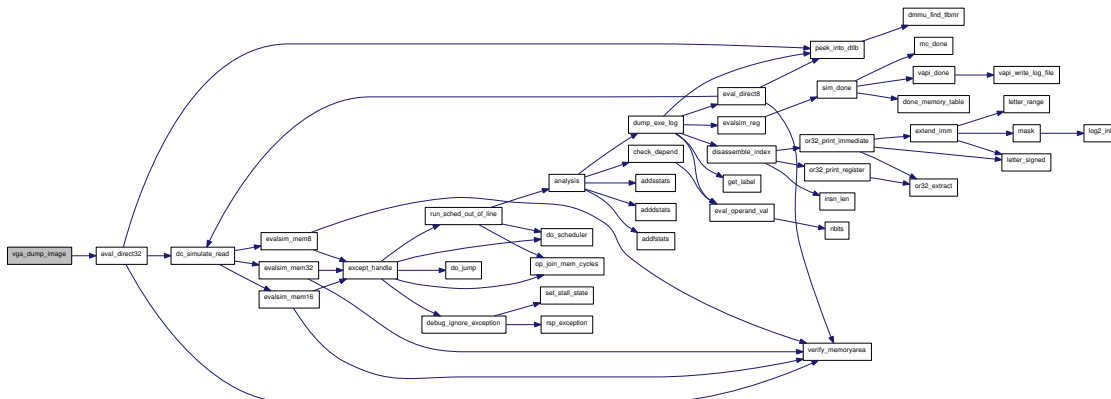 dmmu_find_tlbmr
peek_into_dtlb
mc_done
vapi_done
vapi_write_log_file
sim_done
eval_direct8
done_memory_table
letter_range
dump_exe_log
evalsim_reg
extend_imm
mask
log2_int
or32_print_immediate
check_depend
disassemble_index
letter_signed
or32_print_register
analysis
addsstats
get_label
or32_extract
insn_len
run_sched_out_of_line
adddstats
eval_operand_val
nbits
evalsim_mem8
do_scheduler
addfstats
vga_dump_image
eval_direct32
dc_simulate_read
evalsim_mem32
except_handle
do_jump
op_join_mem_cycles
evalsim_mem16
set_stall_state
debug_ignore_exception
rsp_exception
verify_memoryarea